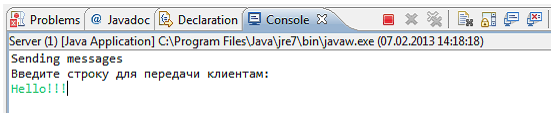 Problems @ Javadoc Declaration Console
Server (1) [Java Application] C:\Program Files\Java\jre7\bin\javaw.exe (07.02.2013 14:18:18)
Sending messages
Введите строку для передачи клиентам:
Hello!!!